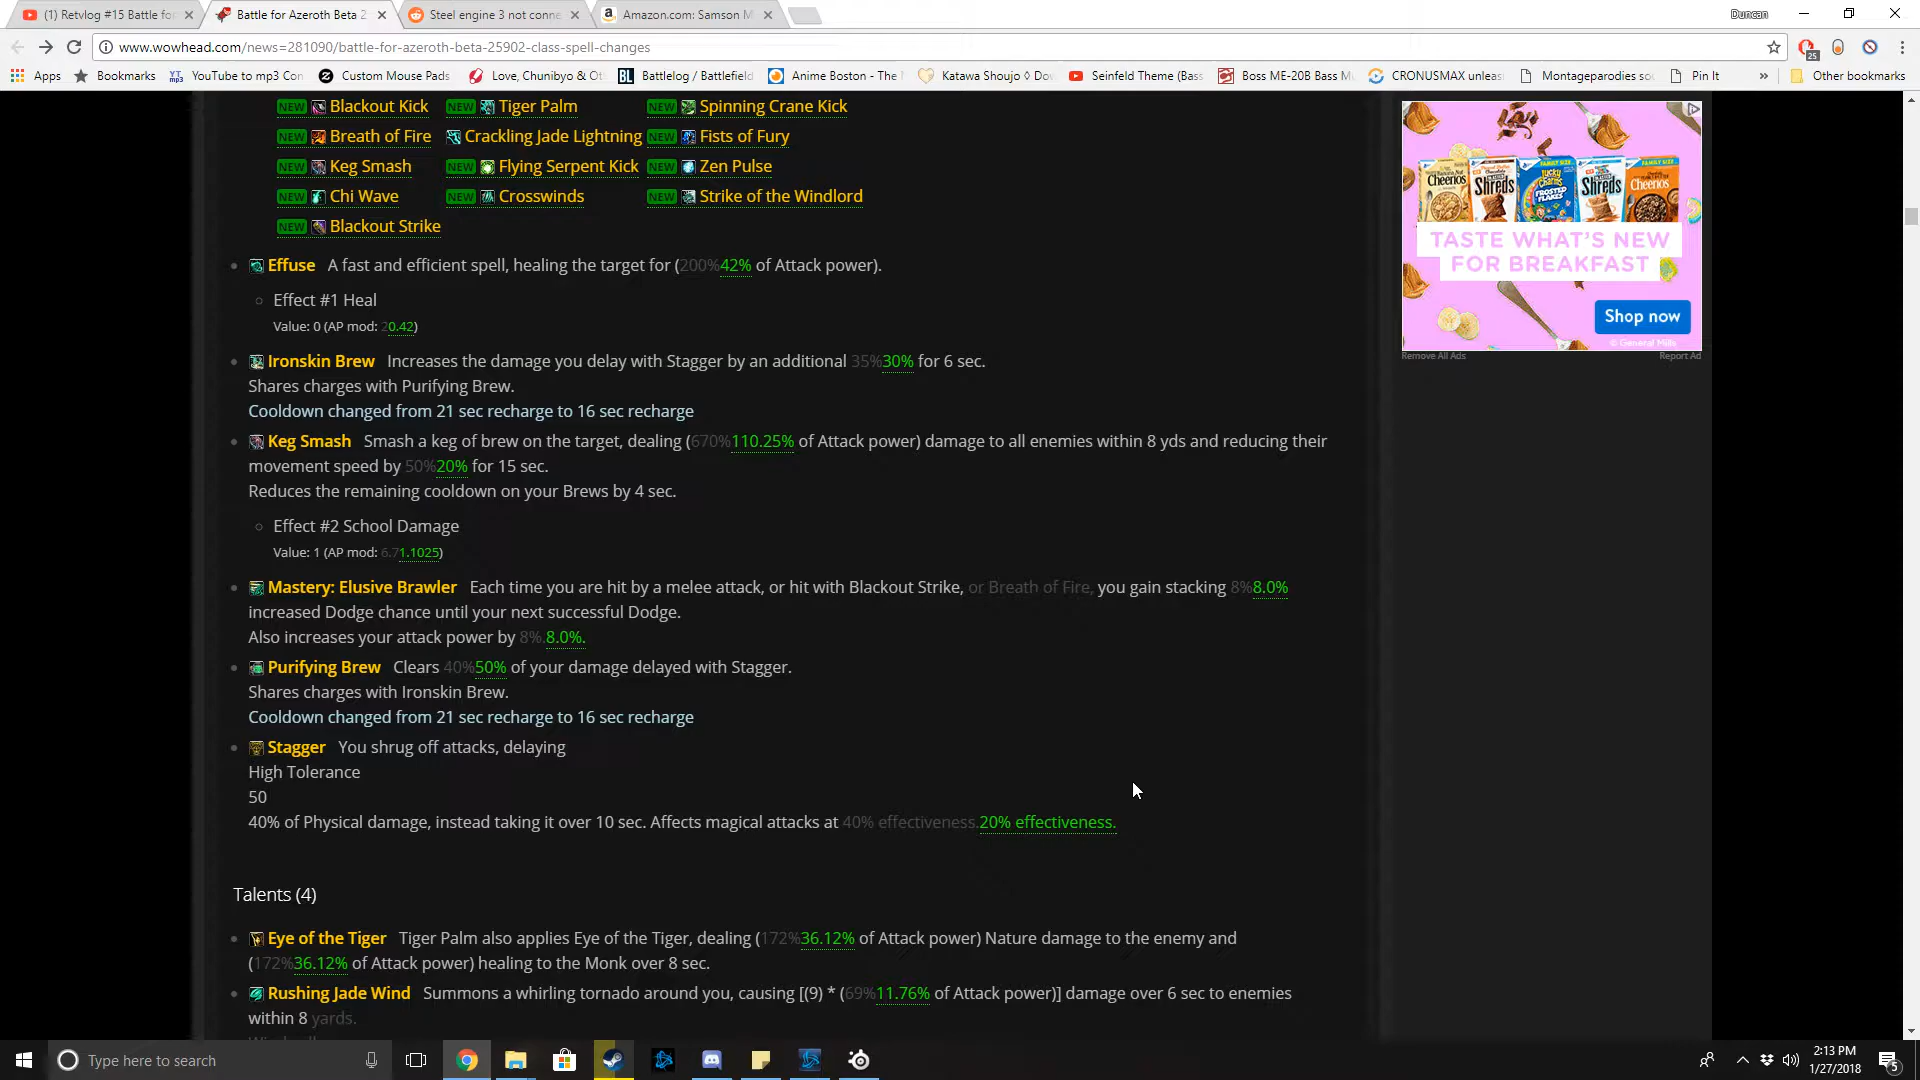 (1) Retvlog #15 Battle fo
Battle for Azeroth Beta 2
Steel engine 3 not conne
Amazon.com: Samson M
Duncan
www.wowhead.com/news=281090/battle-for-azeroth-beta-25902-class-spell-changes
25
Apps
Bookmarks
YouTube to mp3 Con
Custom Mouse Pads
Love, Chunibyo & Ot
Battlelog / Battlefield
Anime Boston - The
Katawa Shoujo ◊ Dow
Seinfeld Theme (Bass
Boss ME-20B Bass M
CRONUSMAX unleas
Montageparodies so
Pin It
»
Other bookmarks
NEW Blackout Kick NEW Tiger Palm NEW Spinning Crane Kick
NEW Breath of Fire Crackling Jade Lightning NEW Fists of Fury
NEW Keg Smash NEW Flying Serpent Kick NEW Zen Pulse
NEW Chi Wave NEW Crosswinds NEW Strike of the Windlord
NEW Blackout Strike
Effuse A fast and efficient spell, healing the target for (200%42% of Attack power).
Effect #1 Heal
Value: 0 (AP mod: 20.42)
Ironskin Brew Increases the damage you delay with Stagger by an additional 35%30% for 6 sec.
Shares charges with Purifying Brew.
Cooldown changed from 21 sec recharge to 16 sec recharge
Keg Smash Smash a keg of brew on the target, dealing (670%110.25% of Attack power) damage to all enemies within 8 yds and reducing their
movement speed by 50%20% for 15 sec.
Reduces the remaining cooldown on your Brews by 4 sec.
Effect #2 School Damage
Value: 1 (AP mod: 6.71.1025)
Mastery: Elusive Brawler Each time you are hit by a melee attack, or hit with Blackout Strike, or Breath of Fire, you gain stacking 8%8.0%
increased Dodge chance until your next successful Dodge.
Also increases your attack power by 8%.8.0%.
Purifying Brew Clears 40%50% of your damage delayed with Stagger.
Shares charges with Ironskin Brew.
Cooldown changed from 21 sec recharge to 16 sec recharge
Stagger You shrug off attacks, delaying
High Tolerance
50
40% of Physical damage, instead taking it over 10 sec. Affects magical attacks at 40% effectiveness.20% effectiveness.
Talents (4)
Eye of the Tiger Tiger Palm also applies Eye of the Tiger, dealing (172%36.12% of Attack power) Nature damage to the enemy and
(172%36.12% of Attack power) healing to the Monk over 8 sec.
Rushing Jade Wind Summons a whirling tornado around you, causing [(9) * (69%11.76% of Attack power)] damage over 6 sec to enemies
within 8 yards.
FAMILY SIZE
Cheerios
Shreds
Lucky Charms
FROSTED FLAKES
Shreds
Cheerios
TASTE WHAT'S NEW
FOR BREAKFAST
Shop now
© General Mills
Remove All Ads
Report Ad
Type here to search
2:13 PM
1/27/2018
5